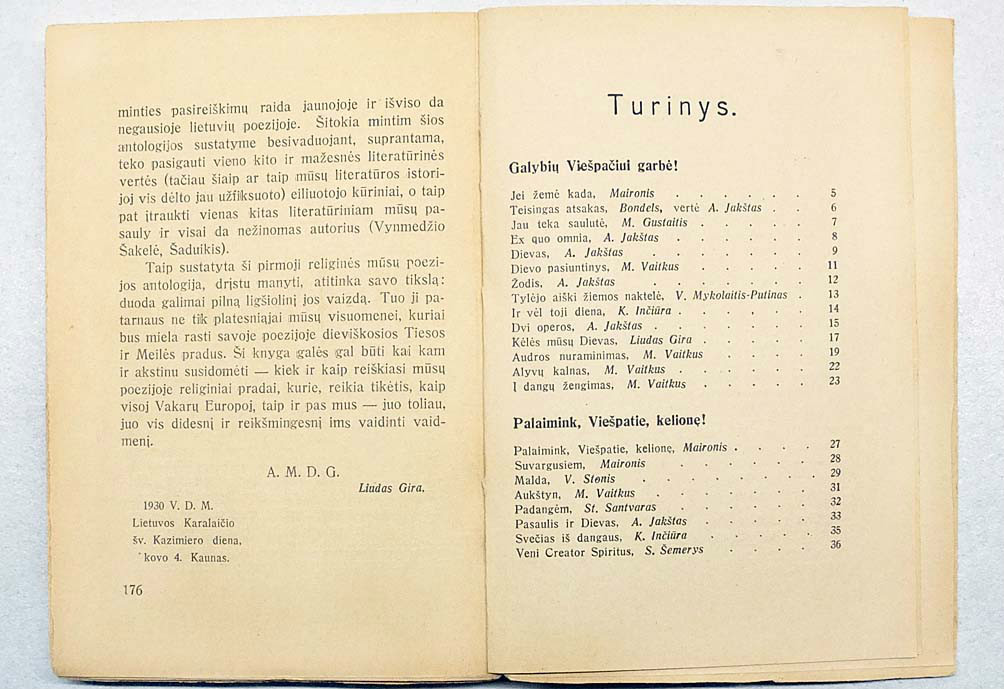 minties pasireiškimų raida jaunojoje ir išviso da
negausioje lietuvių poezijoje. Šitokia mintim šios
antologijos sustatyme besivaduojant, suprantama,
teko pasigauti vieno kito ir mažesnės literatūrinės
vertės (tačiau šiaip ar taip mūsų literatūros istori-
joj vis dėlto jau užfiksuoto) eiliuotojo kūriniai, o taip
pat įtraukti vienas kitas literatūriniam mūsų pa-
sauly ir visai da nežinomas autorius (Vynmedžio
Šakelė, Šaduikis).
Taip sustatyta ši pirmoji religinės mūsų poezi-
jos antologija, drįstu manyti, atitinka savo tikslą:
duoda galimai pilną ligšiolinį jos vaizdą. Tuo ji pa-
tarnaus ne tik platesniąjai mūsų visuomenei, kuriai
bus miela rasti savoje poezijoje dieviškosios Tiesos
ir Meilės pradus. Ši knyga galės gal būti kai kam
ir akstinu susidomėti — kiek ir kaip reiškiasi mūsų
poezijoje religiniai pradai, kurie, reikia tikėtis, kaip
visoj Vakarų Europoj, taip ir pas mus — juo toliau,
juo vis didesnį ir reikšmingesnį ims vaidinti vaid-
menį.
A. M. D. G.
Liudas Gira.
1930 V. D. M.
Lietuvos Karalaičio
šv. Kazimiero diena,
kovo 4. Kaunas.
176
Turinys.
Galybių Viešpačiui garbė!
Jei žemė kada, Maironis . . . . . . 5
Teisingas atsakas, Bondels, vertė A. Jakštas . . 6
Jau teka saulutė, M. Gustaitis . . . . . 7
Ex quo omnia, A. Jakštas . . . . . . 8
Dievas, A. Jakštas . . . . . . . 9
Dievo pasiuntinys, M. Vaitkus . . . . . 11
Žodis, A. Jakštas . . . . . . . 12
Tylėjo aiški žiemos naktelė, V. Mykolaitis-Putinas . 13
Ir vėl toji diena, K. Inčiūra . . . . . . 14
Dvi operos, A. Jakštas . . . . . . . 15
Kėlės mūsų Dievas, Liudas Gira . . . . . 17
Audros nuraminimas, M. Vaitkus . . . . 19
Alyvų kalnas, M. Vaitkus . . . . . 22
Į dangų žengimas, M. Vaitkus . . . . . 23
Palaimink, Viešpatie, kelionę!
Palaimink, Viešpatie, kelionę, Maironis . . . . 27
Suvargusiem, Maironis . . . . . . 28
Malda, V. Stonis . . . . . . . 29
Aukštyn, M. Vaitkus . . . . . . 31
Padangėm, St. Santvaras . . . . . 32
Pasaulis ir Dievas, A. Jakštas . . . . . 33
Svečias iš dangaus, K. Inčiūra . . . . . 35
Veni Creator Spiritus, S. Šemerys . . . . 36